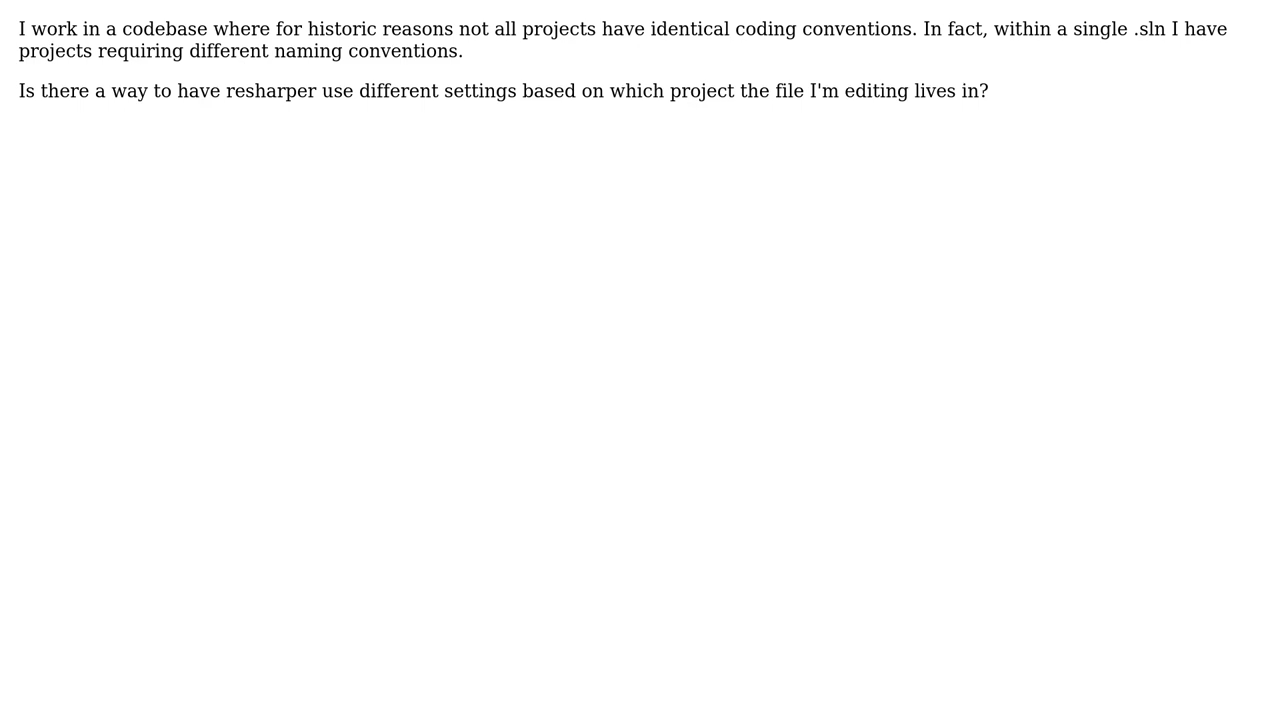 I work in a codebase where for historic reasons not all projects have identical coding conventions. In fact, within a single .sln I have
projects requiring different naming conventions.
Is there a way to have resharper use different settings based on which project the file I'm editing lives in?